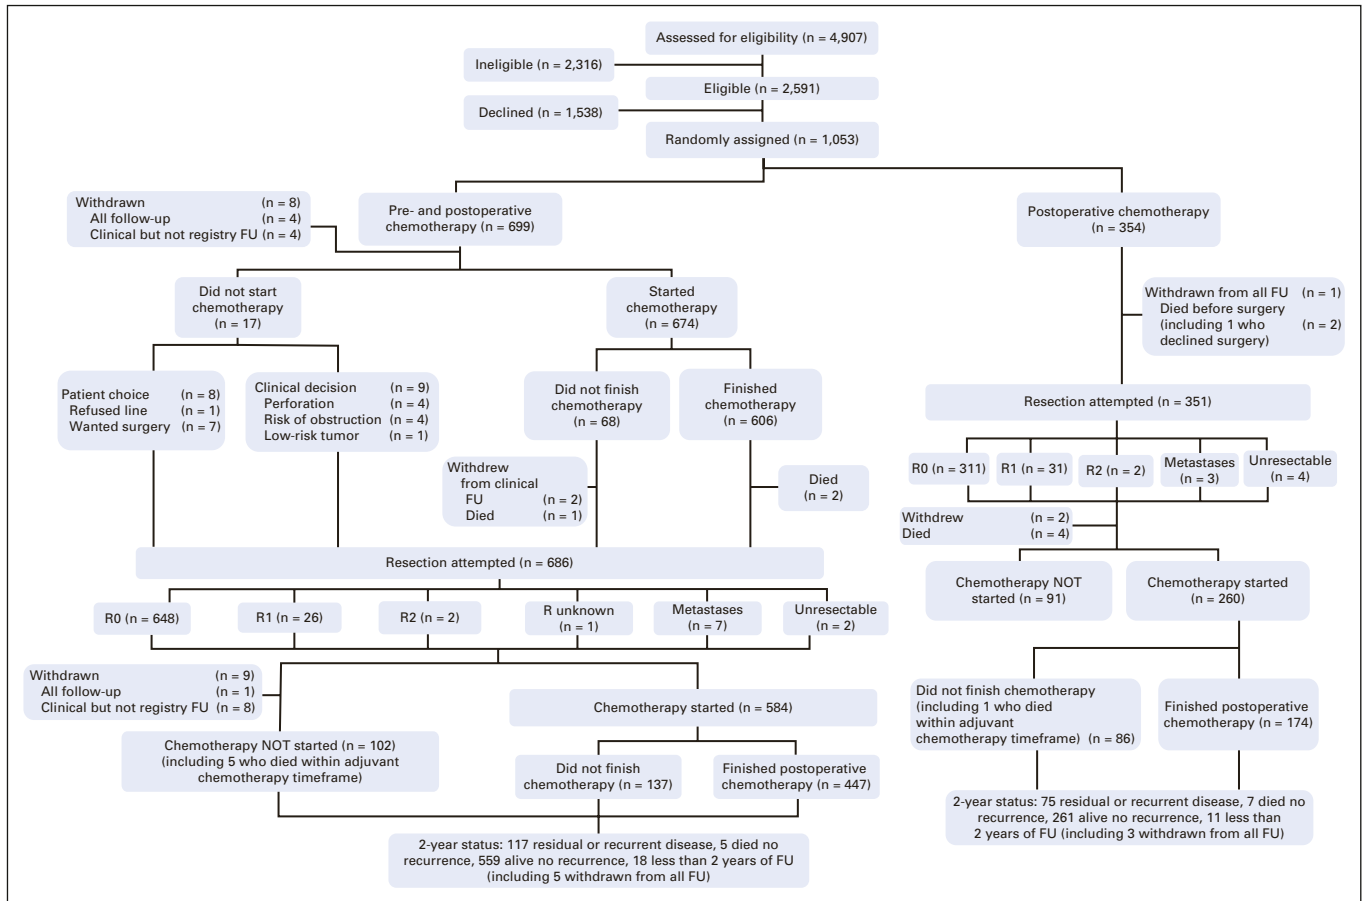 Assessed for eligibility (n = 4,907)
Ineligible (n = 2,316)
Eligible (n = 2,591)
Declined (n = 1,538)
Randomly assigned (n = 1,053)
Withdrawn (n = 8)
All follow-up (n = 4)
Clinical but not registry FU (n = 4)
Pre- and postoperative
chemotherapy (n = 699)
Postoperative chemotherapy
(n = 354)
Did not start
chemotherapy
(n = 17)
Started
chemotherapy
(n = 674)
Withdrawn from all FU (n = 1)
Died before surgery
(including 1 who (n = 2)
declined surgery)
Patient choice (n = 8)
Refused line (n = 1)
Wanted surgery (n = 7)
Clinical decision (n = 9)
Perforation (n = 4)
Risk of obstruction (n = 4)
Low-risk tumor (n = 1)
Did not finish
chemotherapy
(n = 68)
Finished
chemotherapy
(n = 606)
Resection attempted (n = 351)
Withdrew
from clinical
FU (n = 2)
Died (n = 1)
Died
(n = 2)
R0 (n = 311)
R1 (n = 31)
R2 (n = 2)
Metastases
(n = 3)
Unresectable
(n = 4)
Withdrew (n = 2)
Died (n = 4)
Resection attempted (n = 686)
Chemotherapy NOT
started (n = 91)
Chemotherapy started
(n = 260)
R0 (n = 648)
R1 (n = 26)
R2 (n = 2)
R unknown
(n = 1)
Metastases
(n = 7)
Unresectable
(n = 2)
Withdrawn (n = 9)
All follow-up (n = 1)
Clinical but not registry FU (n = 8)
Chemotherapy started (n = 584)
Did not finish chemotherapy
(including 1 who died
within adjuvant
chemotherapy timeframe) (n = 86)
Finished postoperative
chemotherapy (n = 174)
Chemotherapy NOT started (n = 102)
(including 5 who died within adjuvant
chemotherapy timeframe)
Did not finish
chemotherapy (n = 137)
Finished postoperative
chemotherapy (n = 447)
2-year status: 75 residual or recurrent disease, 7 died no
recurrence, 261 alive no recurrence, 11 less than
2 years of FU (including 3 withdrawn from all FU)
2-year status: 117 residual or recurrent disease, 5 died no
recurrence, 559 alive no recurrence, 18 less than 2 years of FU
(including 5 withdrawn from all FU)